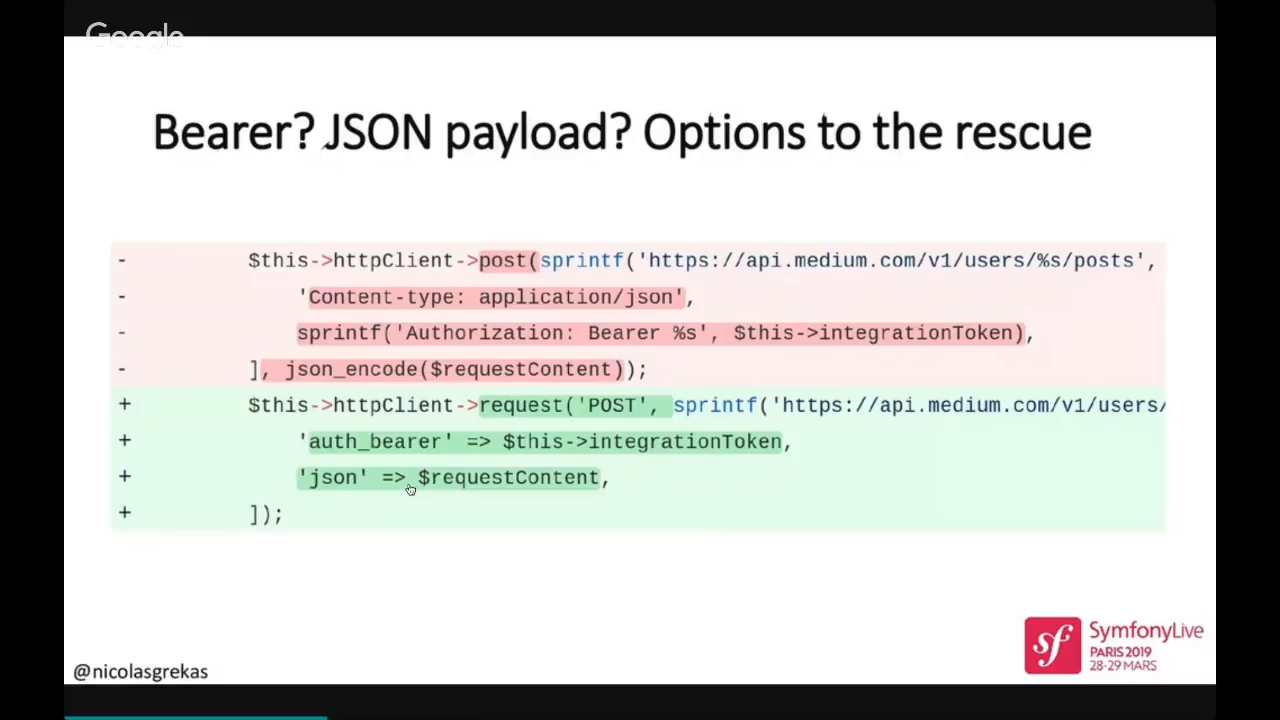 Google
Bearer? JSON payload? Options to the rescue
- $this->httpClient->post(sprintf('https://api.medium.com/v1/users/%s/posts',
- 'Content-type: application/json',
- sprintf('Authorization: Bearer %s', $this->integrationToken),
- ], json_encode($requestContent));
+ $this->httpClient->request('POST', sprintf('https://api.medium.com/v1/users/
+ 'auth_bearer' => $this->integrationToken,
+ 'json' => $requestContent,
+ ]);
sf SymfonyLive
PARIS 2019
28-29 MARS
@nicolasgrekas